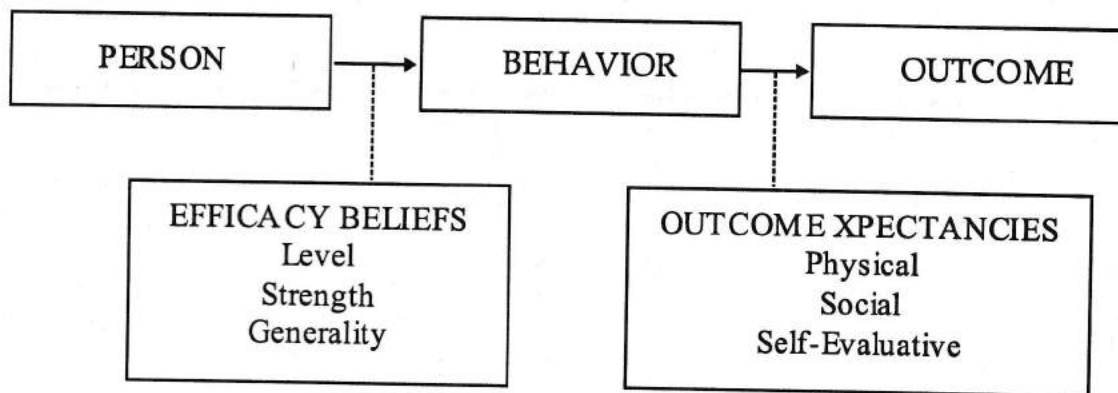 PERSON
BEHAVIOR
OUTCOME
EFFICACY BELIEFS
Level
Strength
Generality
OUTCOME XPECTANCIES
Physical
Social
Self-Evaluative